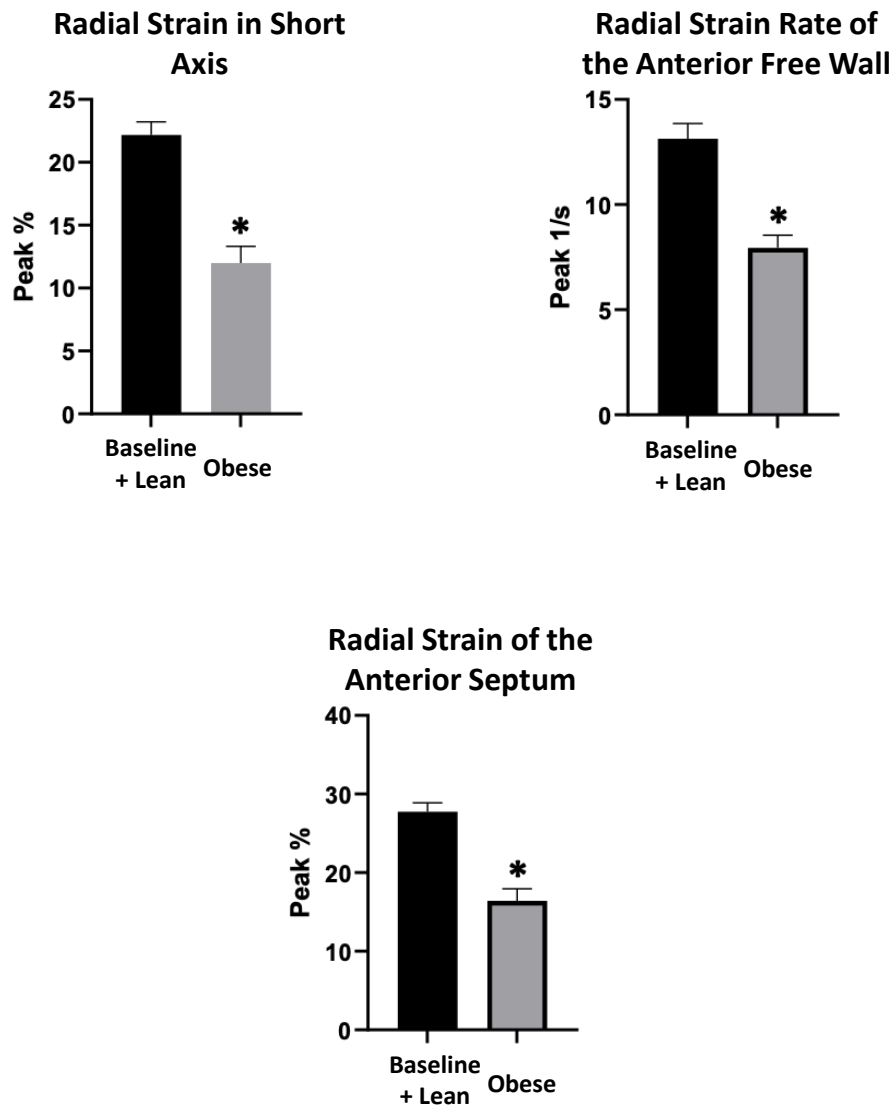 Radial Strain in Short
Axis
25
20
15
10
5
0
Peak %
*
Baseline
+ Lean
Obese
Radial Strain Rate of
the Anterior Free Wall
15
10
5
0
Peak 1/s
*
Baseline
+ Lean
Obese
Radial Strain of the
Anterior Septum
40
30
20
10
0
Peak %
*
Baseline
+ Lean
Obese